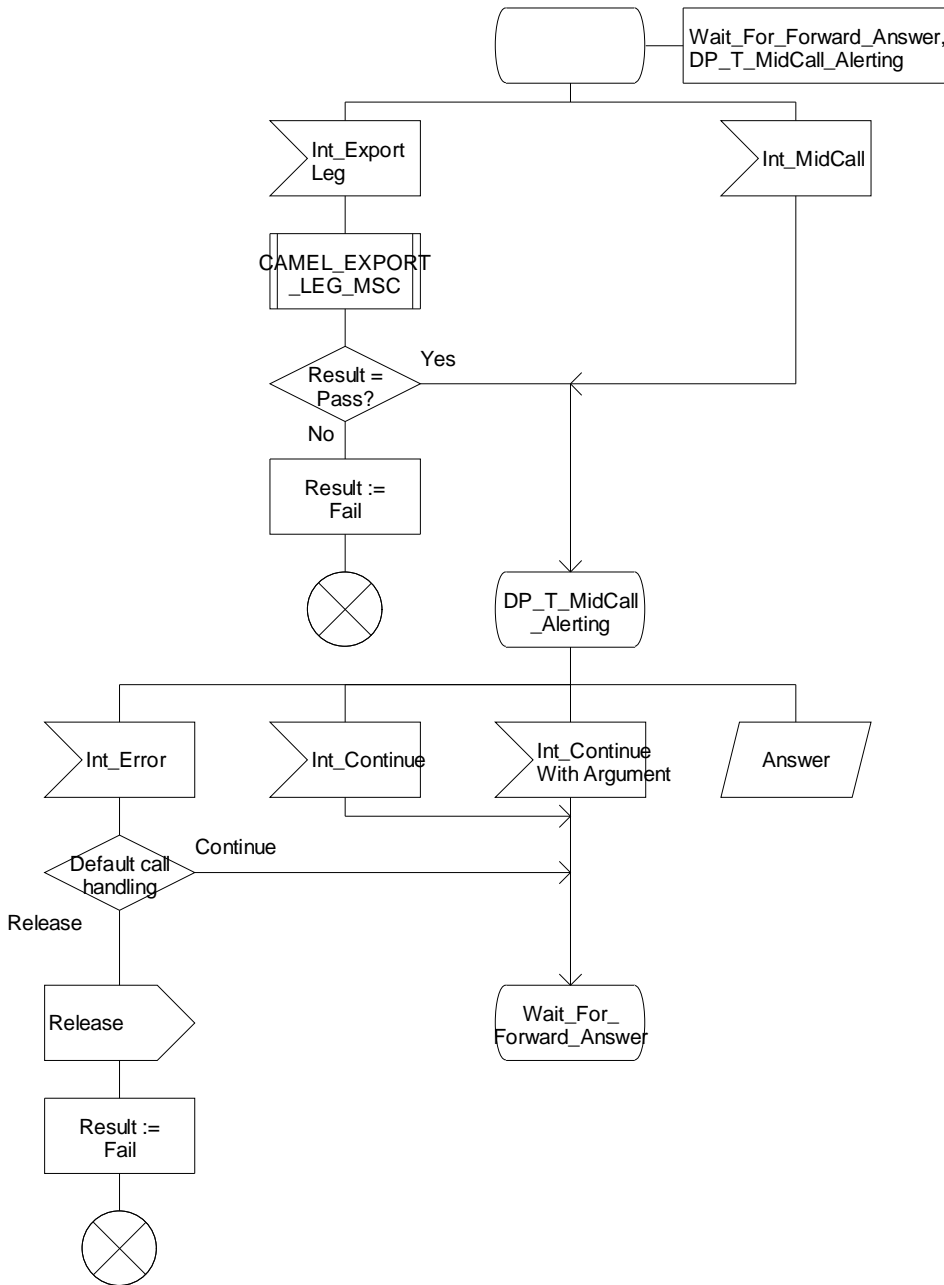 Wait_For_Forward_Answer,
DP_T_MidCall_Alerting
Int_Export
Leg
Int_MidCall
CAMEL_EXPORT
_LEG_MSC
Result =
Pass?
Yes
No
Result :=
Fail
DP_T_MidCall
_Alerting
Int_Error
Int_Continue
Int_Continue
With Argument
Answer
Default call
handling
Continue
Release
Release
Wait_For_
Forward_Answer
Result :=
Fail